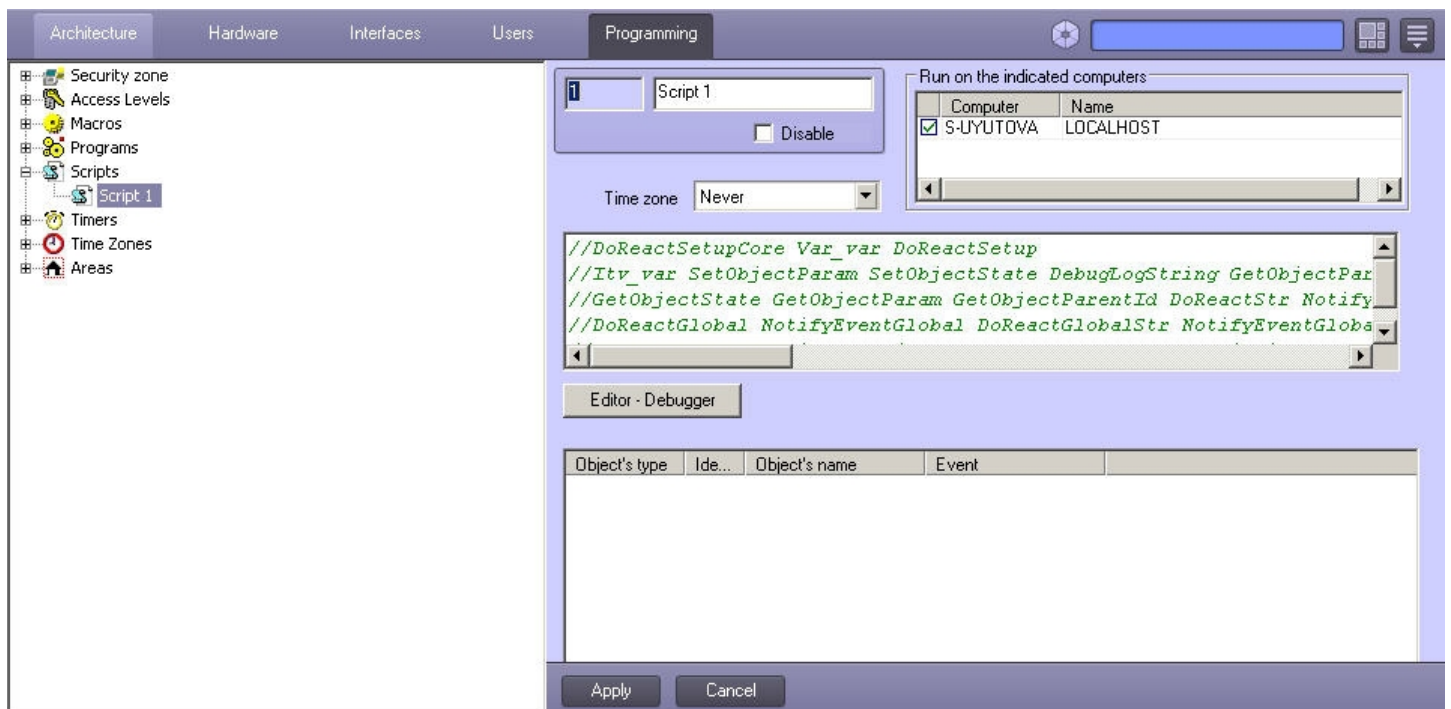 Architecture Hardware Interfaces Users Programming
Security zone
Access Levels
Macros
Programs
Scripts
Script 1
Timers
Time Zones
Areas
1 Script 1
Disable
Run on the indicated computers
Computer Name
S-UYUTOVA LOCALHOST
Time zone Never
//DoReactSetupCore Var_var DoReactSetup
//Itv_var SetObjectParam SetObjectState DebugLogString GetObjectPar
//GetObjectState GetObjectParam GetObjectParentId DoReactStr Notify
//DoReactGlobal NotifyEventGlobal DoReactGlobalStr NotifyEventGloba
Editor - Debugger
Object's type Ide... Object's name Event
Apply Cancel